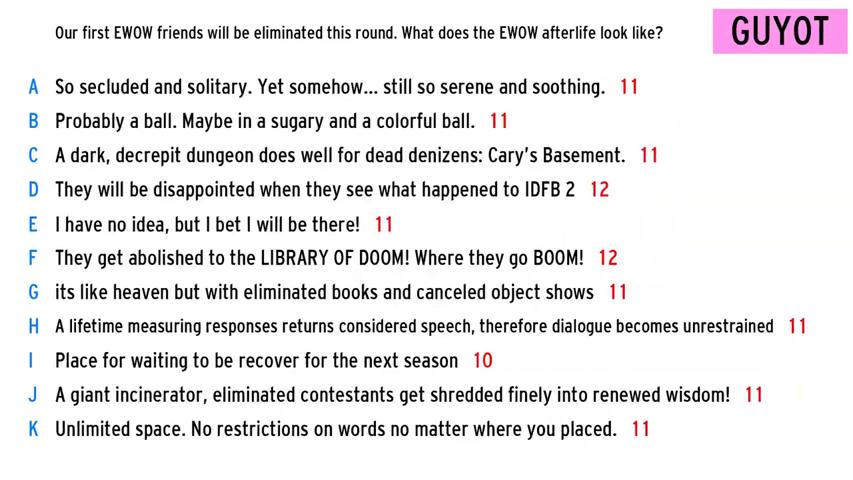 Our first EWOW friends will be eliminated this round. What does the EWOW afterlife look like?
GUYOT
A So secluded and solitary. Yet somehow... still so serene and soothing. 11
B Probably a ball. Maybe in a sugary and a colorful ball. 11
C A dark, decrepit dungeon does well for dead denizens: Cary's Basement. 11
D They will be disappointed when they see what happened to IDFB 2 12
E I have no idea, but I bet I will be there! 11
F They get abolished to the LIBRARY OF DOOM! Where they go BOOM! 12
G its like heaven but with eliminated books and canceled object shows 11
H A lifetime measuring responses returns considered speech, therefore dialogue becomes unrestrained 11
I Place for waiting to be recover for the next season 10
J A giant incinerator, eliminated contestants get shredded finely into renewed wisdom! 11
K Unlimited space. No restrictions on words no matter where you placed. 11